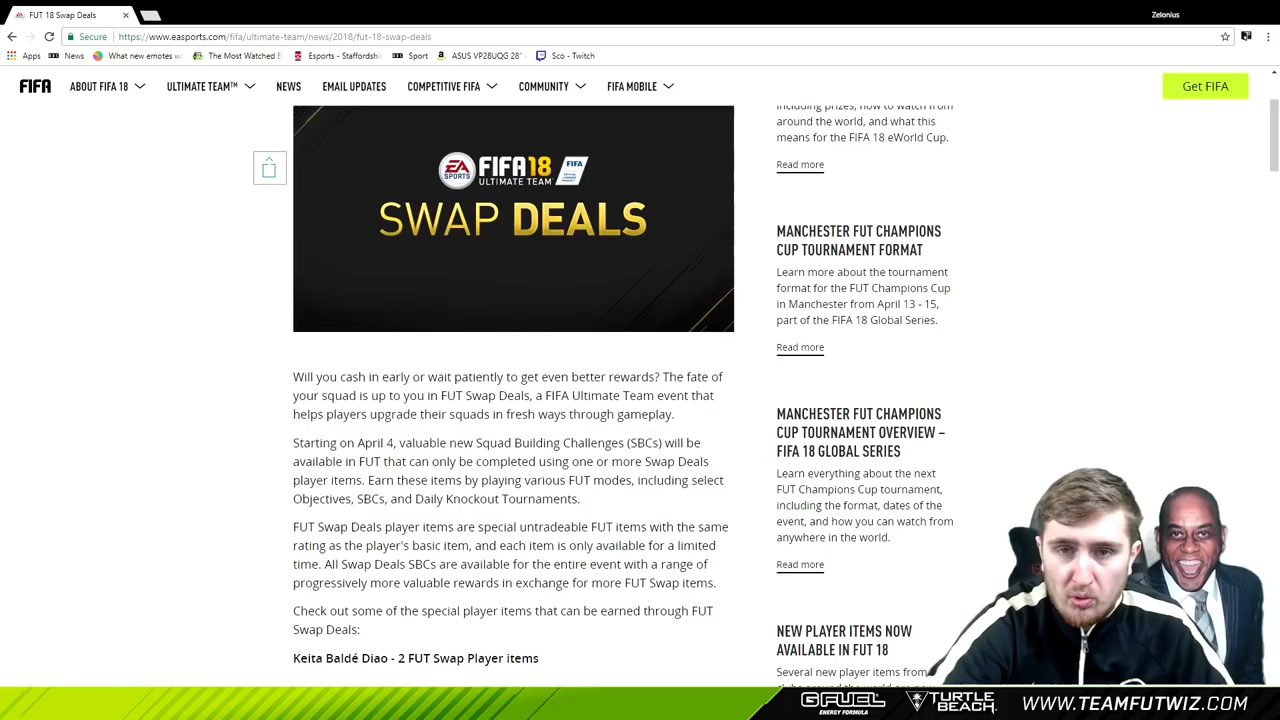 FUT 18 Swap Deals
Zelonius
Secure
https://www.easports.com/fifa/ultimate-team/news/2018/fut-18-swap-deals
Apps
News
What new emotes w
The Most Watched E
Esports - Staffordshi
Sport
ASUS VP28UQG 28"
Sco - Twitch
FIFA
ABOUT FIFA 18
ULTIMATE TEAM™
NEWS
EMAIL UPDATES
COMPETITIVE FIFA
COMMUNITY
FIFA MOBILE
Get FIFA
EA SPORTS
FIFA 18
ULTIMATE TEAM
FIFA
SWAP DEALS
Will you cash in early or wait patiently to get even better rewards? The fate of
your squad is up to you in FUT Swap Deals, a FIFA Ultimate Team event that
helps players upgrade their squads in fresh ways through gameplay.
Starting on April 4, valuable new Squad Building Challenges (SBCs) will be
available in FUT that can only be completed using one or more Swap Deals
player items. Earn these items by playing various FUT modes, including select
Objectives, SBCs, and Daily Knockout Tournaments.
FUT Swap Deals player items are special untradeable FUT items with the same
rating as the player's basic item, and each item is only available for a limited
time. All Swap Deals SBCs are available for the entire event with a range of
progressively more valuable rewards in exchange for more FUT Swap items.
Check out some of the special player items that can be earned through FUT
Swap Deals:
Keita Baldé Diao - 2 FUT Swap Player items
including prizes, how to watch from
around the world, and what this
means for the FIFA 18 eWorld Cup.
Read more
MANCHESTER FUT CHAMPIONS
CUP TOURNAMENT FORMAT
Learn more about the tournament
format for the FUT Champions Cup
in Manchester from April 13 - 15,
part of the FIFA 18 Global Series.
Read more
MANCHESTER FUT CHAMPIONS
CUP TOURNAMENT OVERVIEW –
FIFA 18 GLOBAL SERIES
Learn everything about the next
FUT Champions Cup tournament,
including the format, dates of the
event, and how you can watch from
anywhere in the world.
Read more
NEW PLAYER ITEMS NOW
AVAILABLE IN FUT 18
Several new player items from
G FUEL
ENERGY FORMULA
TURTLE
BEACH
WWW.TEAMFUTWIZ.COM